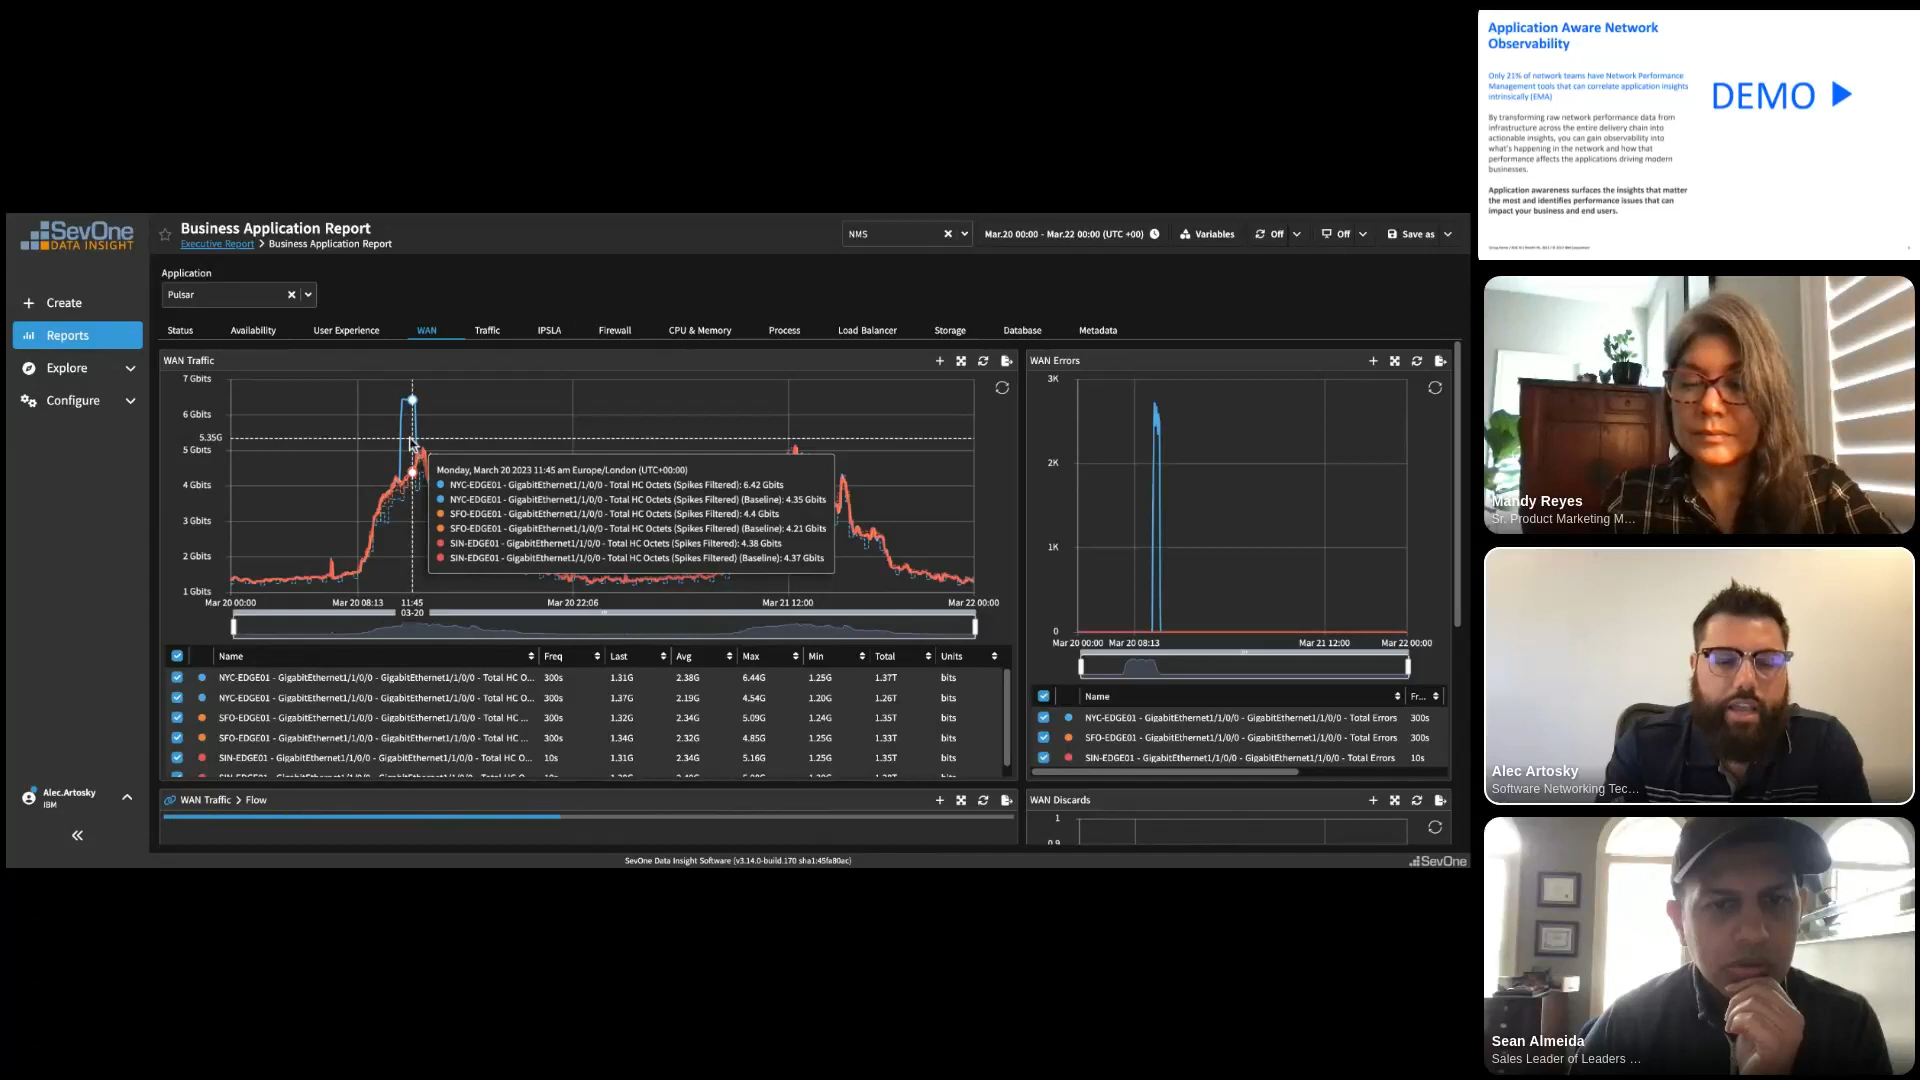 SevOne
DATA INSIGHT
Create
Reports
Explore
Configure
Alec.Artosky
IBM
Business Application Report
Executive Report > Business Application Report
NMS
Mar.20 00:00 - Mar.22 00:00 (UTC +00)
Variables
Off
Off
Save as
Application
Pulsar
Status Availability User Experience WAN Traffic IPSLA Firewall CPU & Memory Process Load Balancer Storage Database Metadata
WAN Traffic
7 Gbits
6 Gbits
5.35G
5 Gbits
4 Gbits
3 Gbits
2 Gbits
1 Gbits
Monday, March 20 2023 11:45 am Europe/London (UTC+00:00)
NYC-EDGE01 - GigabitEthernet1/1/0/0 - Total HC Octets (Spikes Filtered): 6.42 Gbits
NYC-EDGE01 - GigabitEthernet1/1/0/0 - Total HC Octets (Spikes Filtered) (Baseline): 4.35 Gbits
SFO-EDGE01 - GigabitEthernet1/1/0/0 - Total HC Octets (Spikes Filtered): 4.4 Gbits
SFO-EDGE01 - GigabitEthernet1/1/0/0 - Total HC Octets (Spikes Filtered) (Baseline): 4.21 Gbits
SIN-EDGE01 - GigabitEthernet1/1/0/0 - Total HC Octets (Spikes Filtered): 4.38 Gbits
SIN-EDGE01 - GigabitEthernet1/1/0/0 - Total HC Octets (Spikes Filtered) (Baseline): 4.37 Gbits
Mar 20 00:00 Mar 20 08:13 11:45 Mar 20 22:06 Mar 21 12:00 Mar 22 00:00
03-20
Name Freq Last Avg Max Min Total Units
NYC-EDGE01 - GigabitEthernet1/1/0/0 - GigabitEthernet1/1/0/0 - Total HC O... 300s 1.31G 2.38G 6.44G 1.25G 1.37T bits
NYC-EDGE01 - GigabitEthernet1/1/0/0 - GigabitEthernet1/1/0/0 - Total HC O... 300s 1.37G 2.19G 4.54G 1.20G 1.26T bits
SFO-EDGE01 - GigabitEthernet1/1/0/0 - GigabitEthernet1/1/0/0 - Total HC ... 300s 1.32G 2.34G 5.09G 1.24G 1.35T bits
SFO-EDGE01 - GigabitEthernet1/1/0/0 - GigabitEthernet1/1/0/0 - Total HC ... 300s 1.34G 2.32G 4.85G 1.25G 1.33T bits
SIN-EDGE01 - GigabitEthernet1/1/0/0 - GigabitEthernet1/1/0/0 - Total HC O... 10s 1.31G 2.34G 5.16G 1.25G 1.35T bits
WAN Traffic > Flow
WAN Errors
3K
2K
1K
0
Mar 20 00:00 Mar 20 08:13 Mar 21 12:00 Mar 22 00:00
Name Fr...
NYC-EDGE01 - GigabitEthernet1/1/0/0 - GigabitEthernet1/1/0/0 - Total Errors 300s
SFO-EDGE01 - GigabitEthernet1/1/0/0 - GigabitEthernet1/1/0/0 - Total Errors 300s
SIN-EDGE01 - GigabitEthernet1/1/0/0 - GigabitEthernet1/1/0/0 - Total Errors 10s
WAN Discards
1
0.9
SevOne Data Insight Software (v3.14.0-build.170 sha1:45fa80ac)
SevOne
Application Aware Network
Observability
Only 21% of network teams have Network Performance
Management tools that can correlate application insights
intrinsically (EMA)
By transforming raw network performance data from
infrastructure across the entire delivery chain into
actionable insights, you can gain observability into
what's happening in the network and how that
performance affects the applications driving modern
businesses.
Application awareness surfaces the insights that matter
the most and identifies performance issues that can
impact your business and end users.
DEMO
Mandy Reyes
Sr. Product Marketing M...
Alec Artosky
Software Networking Tec...
Sean Almeida
Sales Leader of Leaders ...